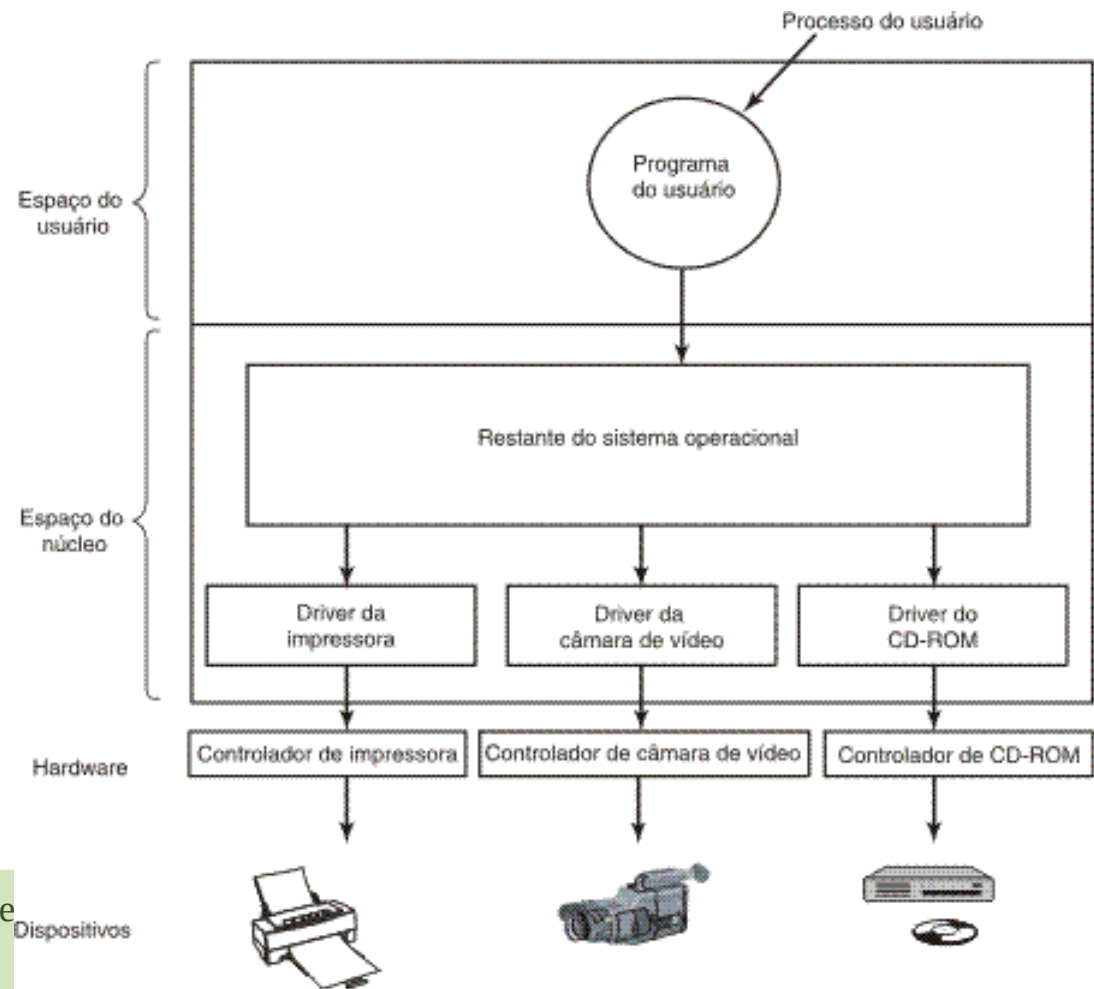 Processo do usuário
Programa
do usuário
Espaço do
usuário
Restante do sistema operacional
Espaço do
núcleo
Driver da
impressora
Driver da
câmara de vídeo
Driver do
CD-ROM
Hardware
Controlador de impressora
Controlador de câmara de vídeo
Controlador de CD-ROM
e
Dispositivos